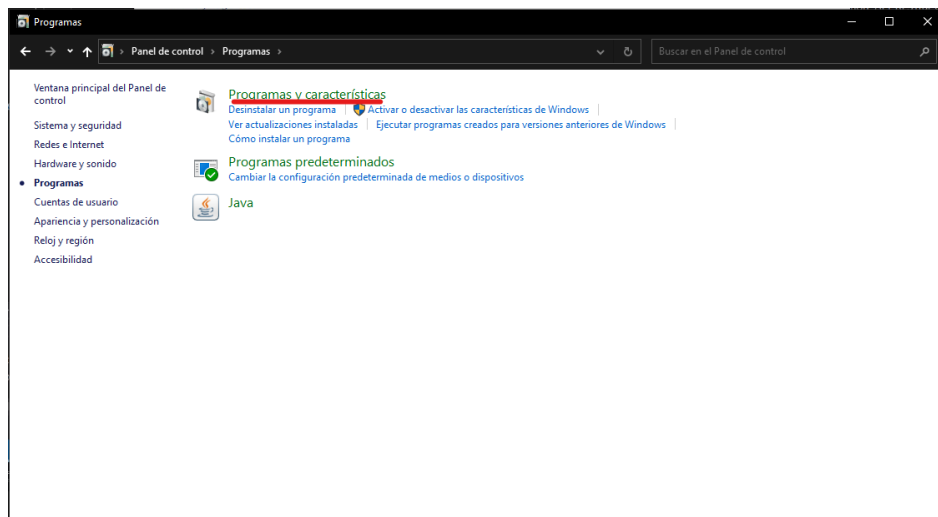 Programas
Panel de control > Programas >
Buscar en el Panel de control
Ventana principal del Panel de
control
Sistema y seguridad
Redes e Internet
Hardware y sonido
Programas
Cuentas de usuario
Apariencia y personalización
Reloj y región
Accesibilidad
Programas y características
Desinstalar un programa
Activar o desactivar las características de Windows
Ver actualizaciones instaladas
Ejecutar programas creados para versiones anteriores de Windows
Cómo instalar un programa
Programas predeterminados
Cambiar la configuración predeterminada de medios o dispositivos
Java